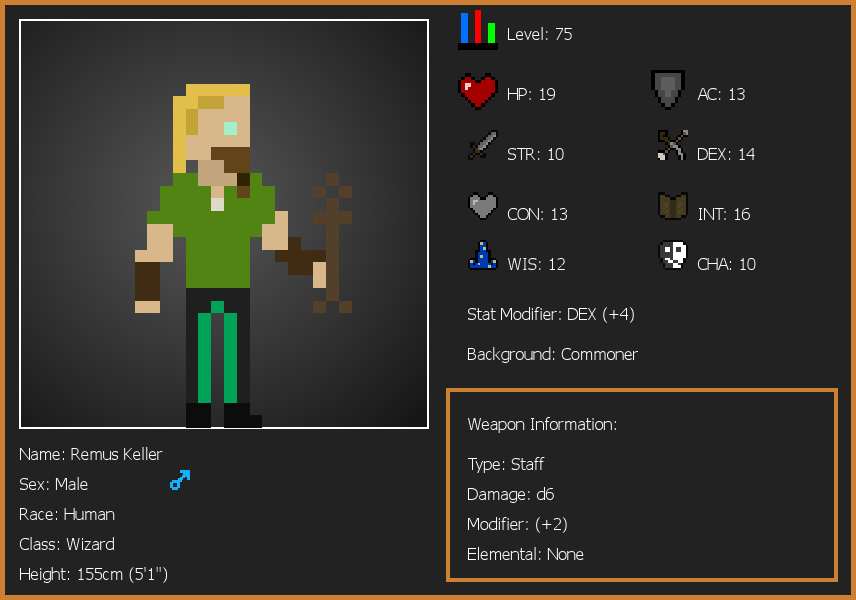 Level: 75
HP: 19
AC: 13
STR: 10
DEX: 14
CON: 13
INT: 16
WIS: 12
CHA: 10
Stat Modifier: DEX (+4)
Background: Commoner
Weapon Information:
Type: Staff
Damage: d6
Modifier: (+2)
Elemental: None
Name: Remus Keller
Sex: Male
Race: Human
Class: Wizard
Height: 155cm (5'1")